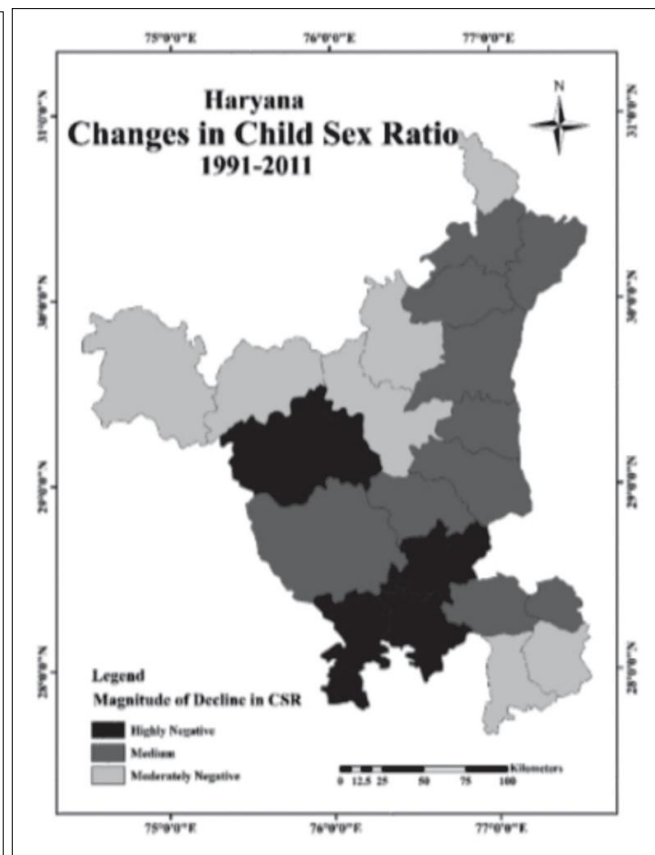 75°0'0"E 76°0'0"E 77°0'0"E
N
Haryana
Changes in Child Sex Ratio
1991-2011
31°0'0"N 31°0'0"N
30°0'0"N 30°0'0"N
29°0'0"N 29°0'0"N
28°0'0"N 28°0'0"N
Legend
Magnitude of Decline in CSR
Highly Negative
Medium
Moderately Negative
Kilometers
0 12.5 25 50 75 100
75°0'0"E 76°0'0"E 77°0'0"E